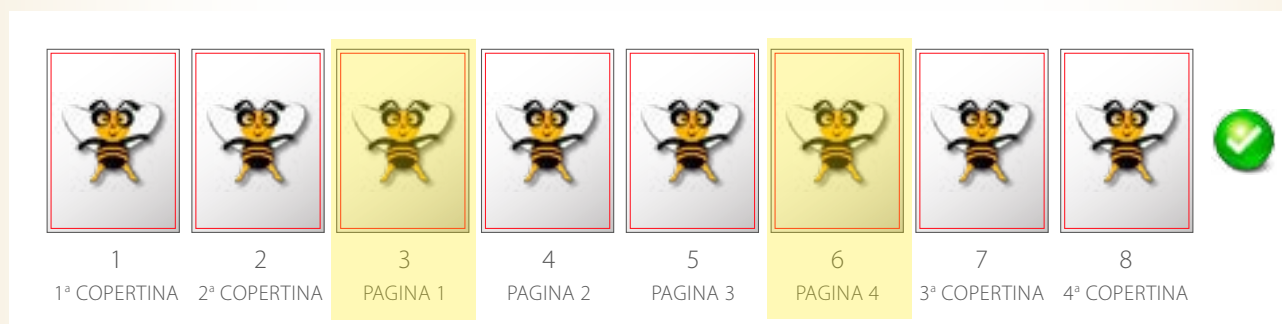 1 2 3 4 5 6 7 8
1ª COPERTINA 2ª COPERTINA PAGINA 1 PAGINA 2 PAGINA 3 PAGINA 4 3ª COPERTINA 4ª COPERTINA